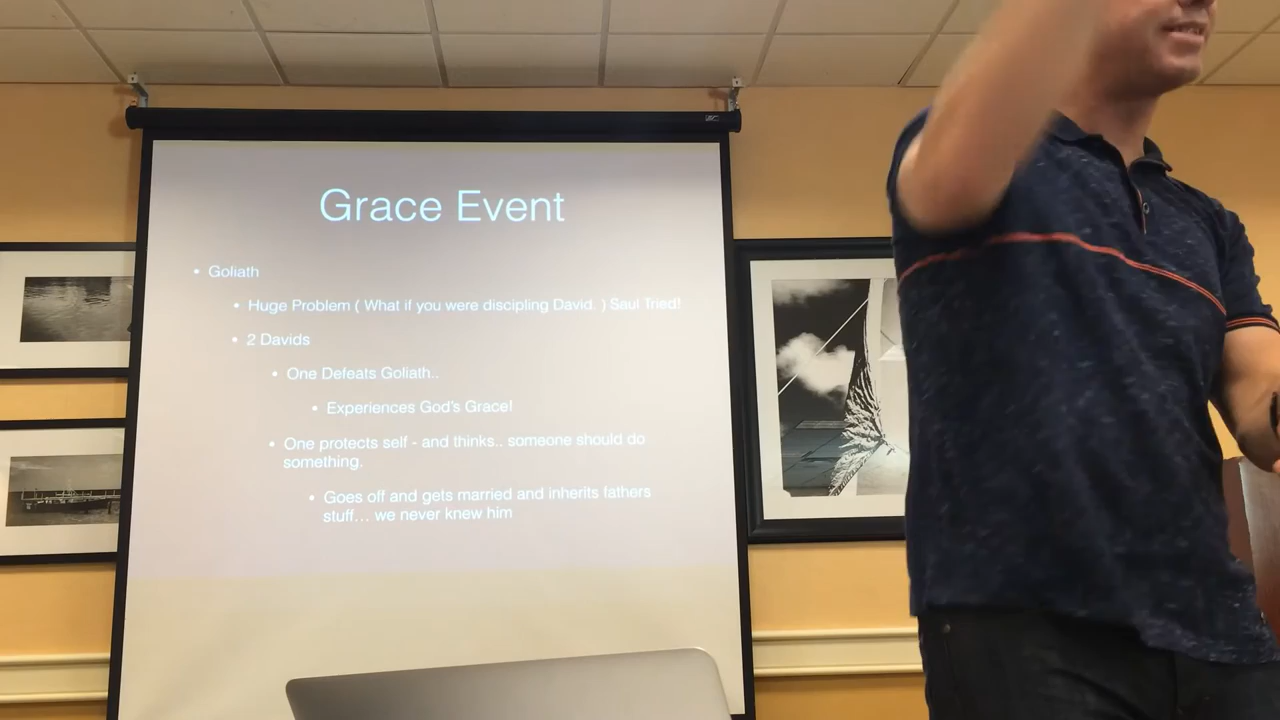 Grace Event
• Goliath
• Huge Problem ( What if you were discipling David. ) Saul Tried!
• 2 Davids
• One Defeats Goliath..
• Experiences God's Grace!
• One protects self - and thinks.. someone should do
something.
• Goes off and gets married and inherits fathers
stuff... we never knew him